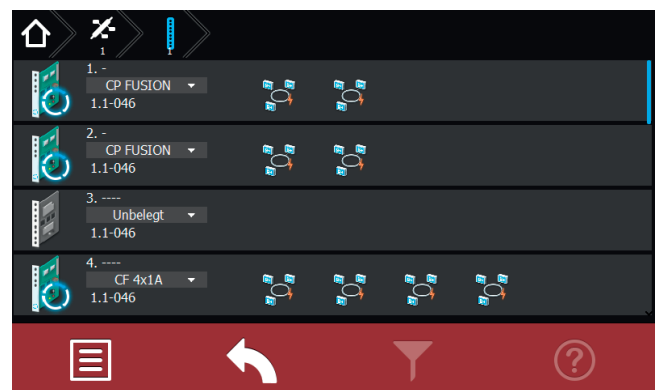 1
1
1. -
CP FUSION
1.1-046
2. -
CP FUSION
1.1-046
3. ----
Unbelegt
1.1-046
4. ----
CF 4x1A
1.1-046
?